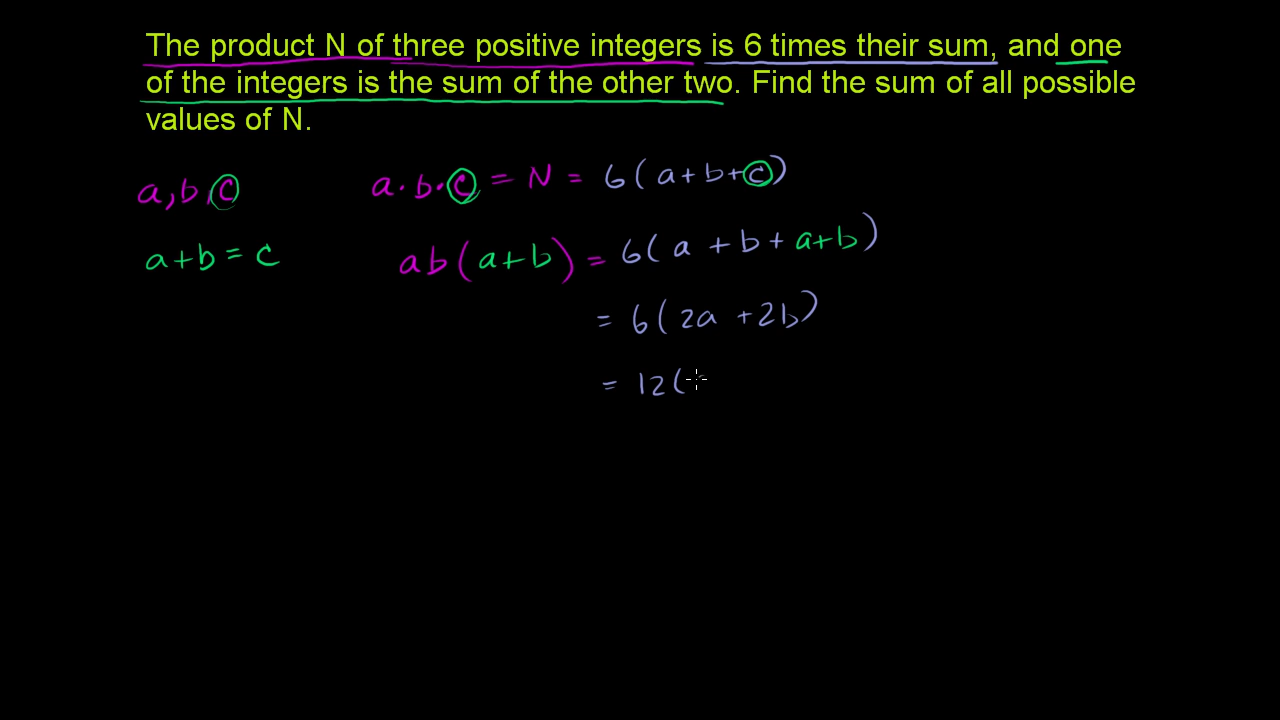 The product N of three positive integers is 6 times their sum, and one
of the integers is the sum of the other two. Find the sum of all possible
values of N.
a, b, c a · b · c = N = 6(a + b + c)
a + b = c ab(a + b) = 6(a + b + a + b)
= 6(2a + 2b)
= 12(